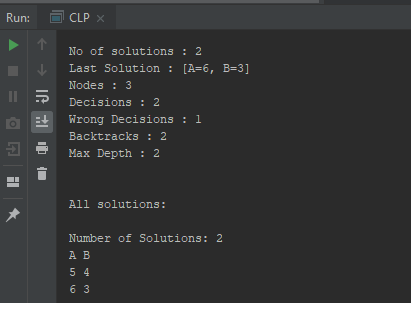 Run: CLP
No of solutions : 2
Last Solution : [A=6, B=3]
Nodes : 3
Decisions : 2
Wrong Decisions : 1
Backtracks : 2
Max Depth : 2
All solutions:
Number of Solutions: 2
A B
5 4
6 3